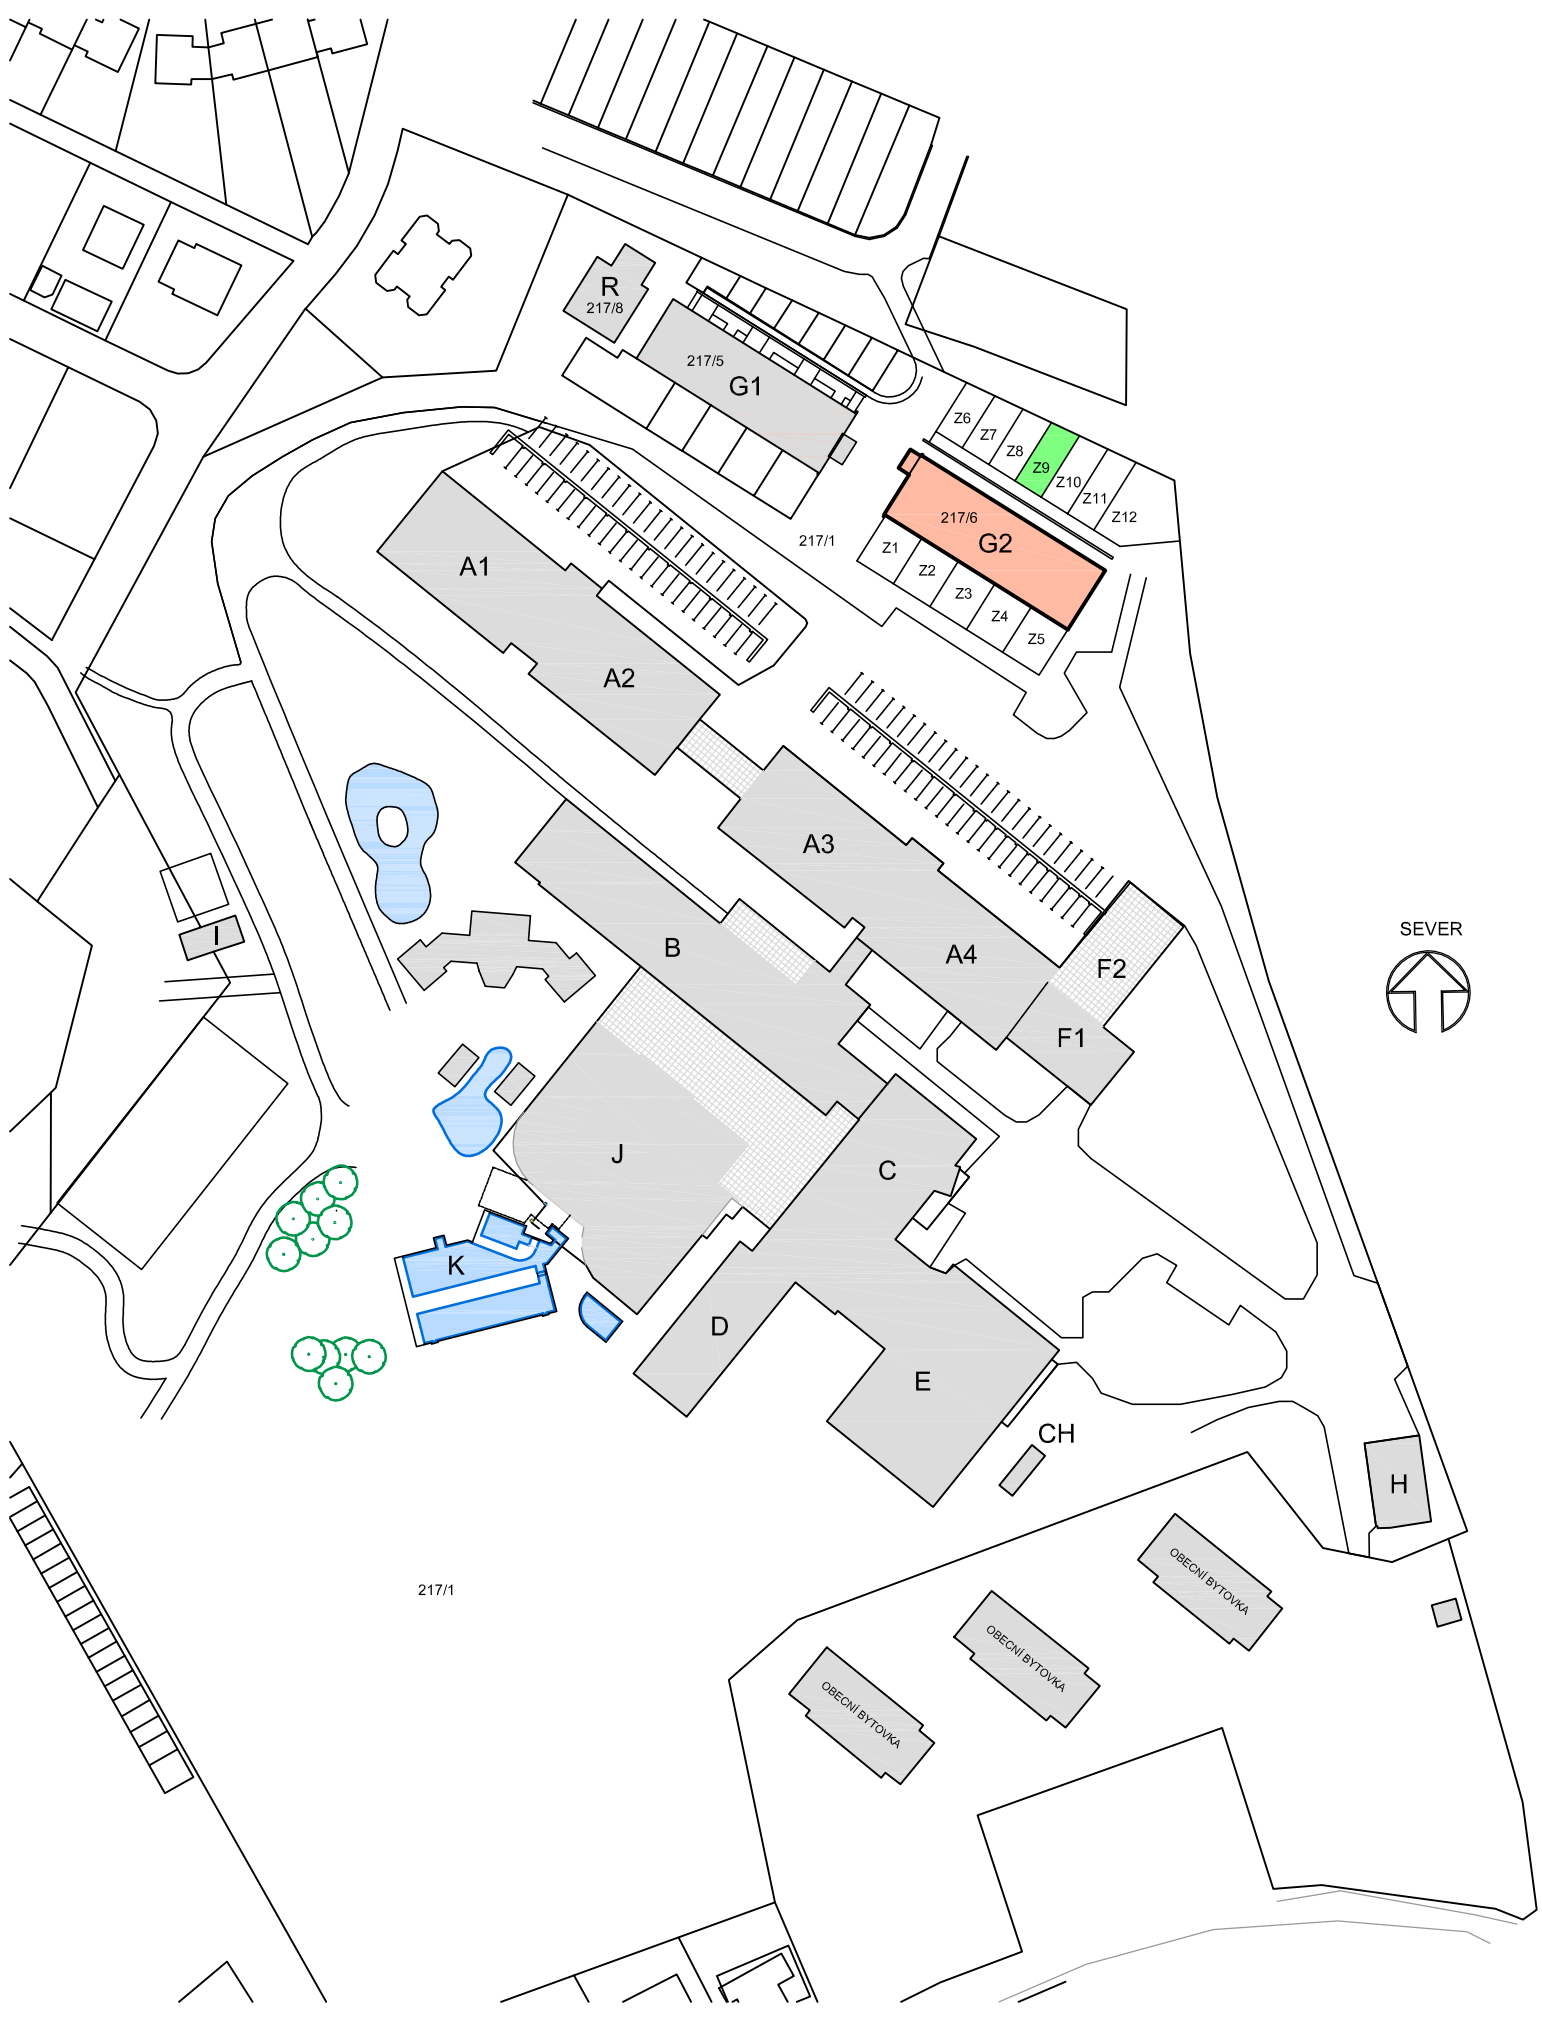 R
217/8
217/5
G1
Z6
Z7
Z8
Z9
Z10
Z11
Z12
217/6
G2
217/1
Z1
Z2
Z3
Z4
Z5
A1
A2
A3
A4
B
F2
F1
SEVER
I
J
C
K
D
E
CH
H
217/1
OBECNÍ BYTOVKA
OBECNÍ BYTOVKA
OBECNÍ BYTOVKA